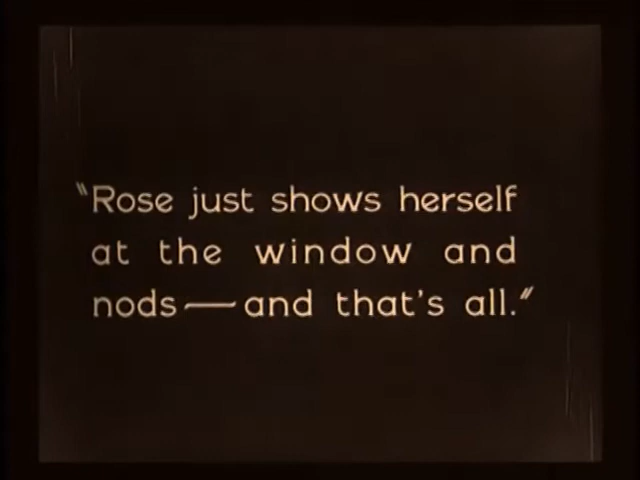 "Rose just shows herself
at the window and
nods—and that's all."